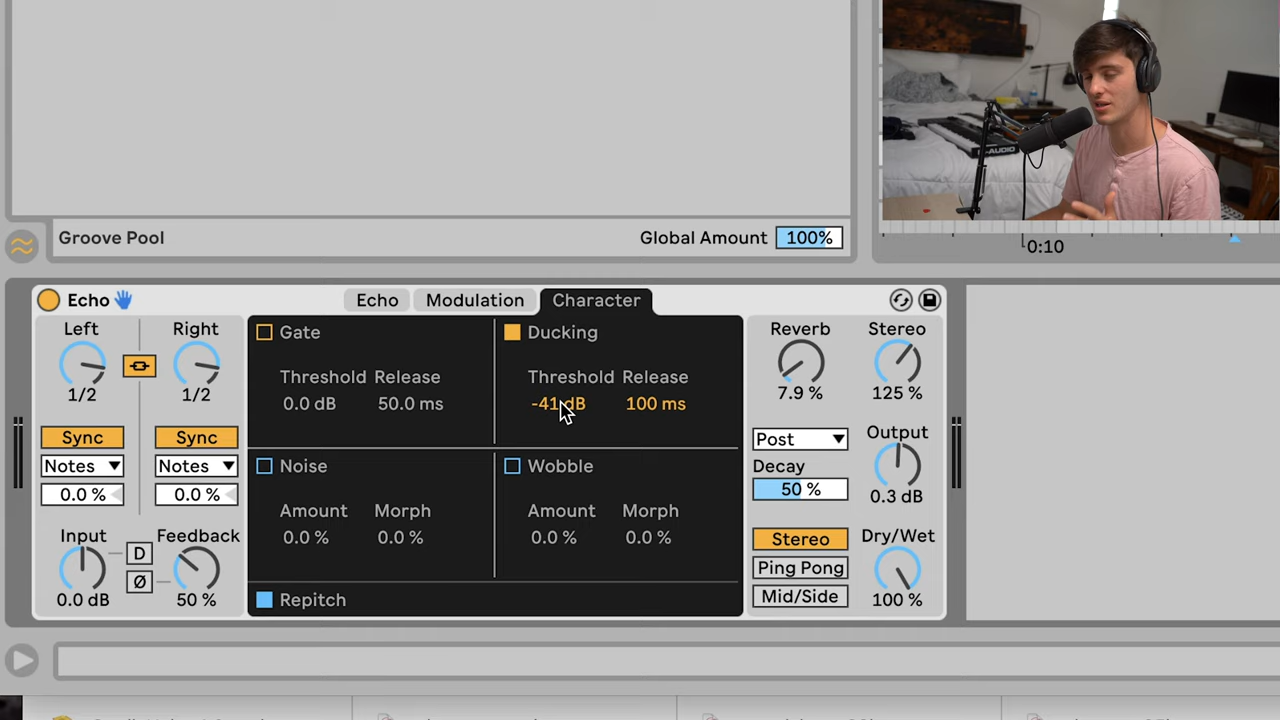 Groove Pool
Global Amount 100%
0:10
Echo
Echo Modulation Character
Left Right
1/2 1/2
Sync Sync
Notes Notes
0.0 % 0.0 %
Input D Feedback
Ø
0.0 dB 50 %
Gate
Threshold Release
0.0 dB 50.0 ms
Ducking
Threshold Release
-41 dB 100 ms
Noise
Amount Morph
0.0 % 0.0 %
Wobble
Amount Morph
0.0 % 0.0 %
Repitch
Reverb Stereo
7.9 % 125 %
Post Output
Decay
50 % 0.3 dB
Stereo Dry/Wet
Ping Pong
Mid/Side 100 %